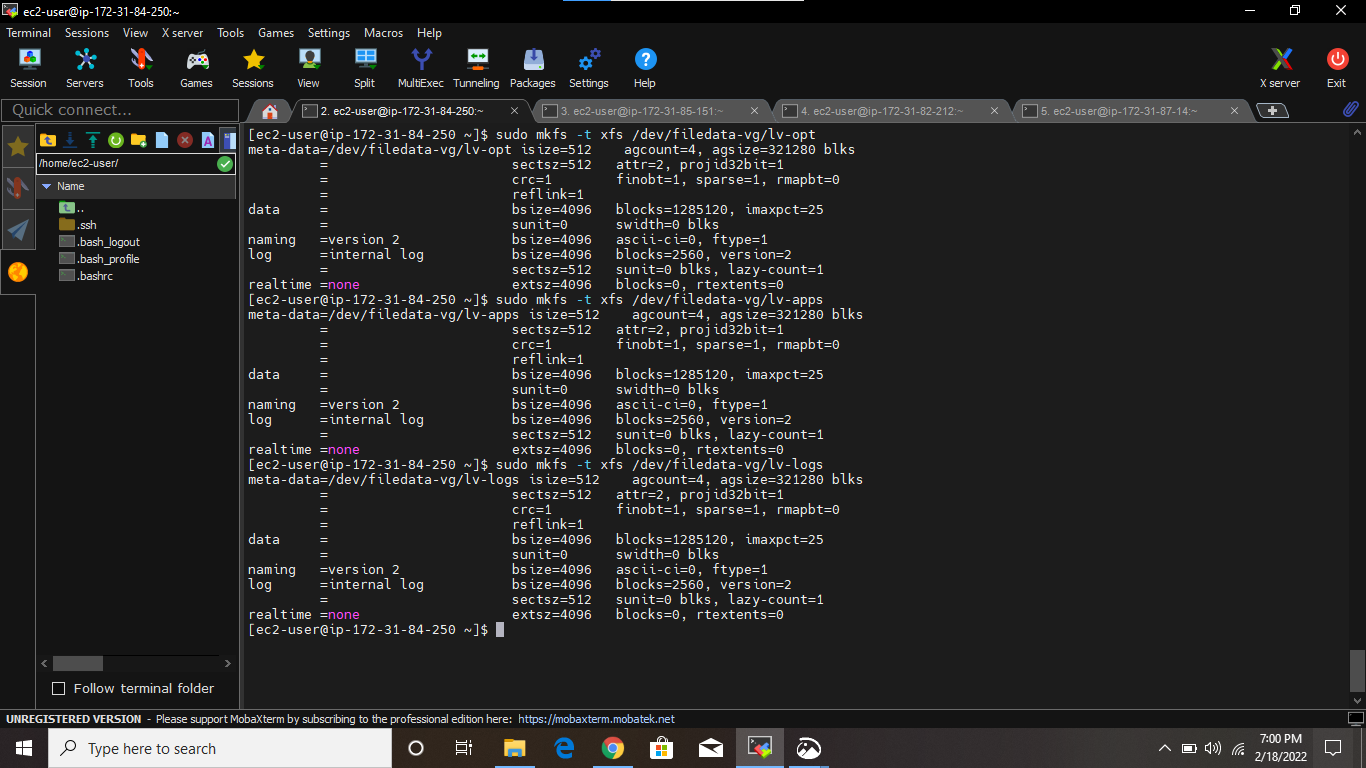 ec2-user@ip-172-31-84-250:~
Terminal Sessions View X server Tools Games Settings Macros Help
Session Servers Tools Games Sessions View Split MultiExec Tunneling Packages Settings Help X server Exit
Quick connect...
2. ec2-user@ip-172-31-84-250:~
3. ec2-user@ip-172-31-85-151:~
4. ec2-user@ip-172-31-82-212:~
5. ec2-user@ip-172-31-87-14:~
/home/ec2-user/
Name
..
.ssh
.bash_logout
.bash_profile
.bashrc
Follow terminal folder
[ec2-user@ip-172-31-84-250 ~]$ sudo mkfs -t xfs /dev/filedata-vg/lv-opt
meta-data=/dev/filedata-vg/lv-opt isize=512    agcount=4, agsize=321280 blks
         =                       sectsz=512   attr=2, projid32bit=1
         =                       crc=1        finobt=1, sparse=1, rmapbt=0
         =                       reflink=1
data     =                       bsize=4096   blocks=1285120, imaxpct=25
         =                       sunit=0      swidth=0 blks
naming   =version 2              bsize=4096   ascii-ci=0, ftype=1
log      =internal log           bsize=4096   blocks=2560, version=2
         =                       sectsz=512   sunit=0 blks, lazy-count=1
realtime =none                   extsz=4096   blocks=0, rtextents=0
[ec2-user@ip-172-31-84-250 ~]$ sudo mkfs -t xfs /dev/filedata-vg/lv-apps
meta-data=/dev/filedata-vg/lv-apps isize=512    agcount=4, agsize=321280 blks
         =                       sectsz=512   attr=2, projid32bit=1
         =                       crc=1        finobt=1, sparse=1, rmapbt=0
         =                       reflink=1
data     =                       bsize=4096   blocks=1285120, imaxpct=25
         =                       sunit=0      swidth=0 blks
naming   =version 2              bsize=4096   ascii-ci=0, ftype=1
log      =internal log           bsize=4096   blocks=2560, version=2
         =                       sectsz=512   sunit=0 blks, lazy-count=1
realtime =none                   extsz=4096   blocks=0, rtextents=0
[ec2-user@ip-172-31-84-250 ~]$ sudo mkfs -t xfs /dev/filedata-vg/lv-logs
meta-data=/dev/filedata-vg/lv-logs isize=512    agcount=4, agsize=321280 blks
         =                       sectsz=512   attr=2, projid32bit=1
         =                       crc=1        finobt=1, sparse=1, rmapbt=0
         =                       reflink=1
data     =                       bsize=4096   blocks=1285120, imaxpct=25
         =                       sunit=0      swidth=0 blks
naming   =version 2              bsize=4096   ascii-ci=0, ftype=1
log      =internal log           bsize=4096   blocks=2560, version=2
         =                       sectsz=512   sunit=0 blks, lazy-count=1
realtime =none                   extsz=4096   blocks=0, rtextents=0
[ec2-user@ip-172-31-84-250 ~]$
UNREGISTERED VERSION - Please support MobaXterm by subscribing to the professional edition here: https://mobaxterm.mobatek.net
Type here to search
7:00 PM
2/18/2022